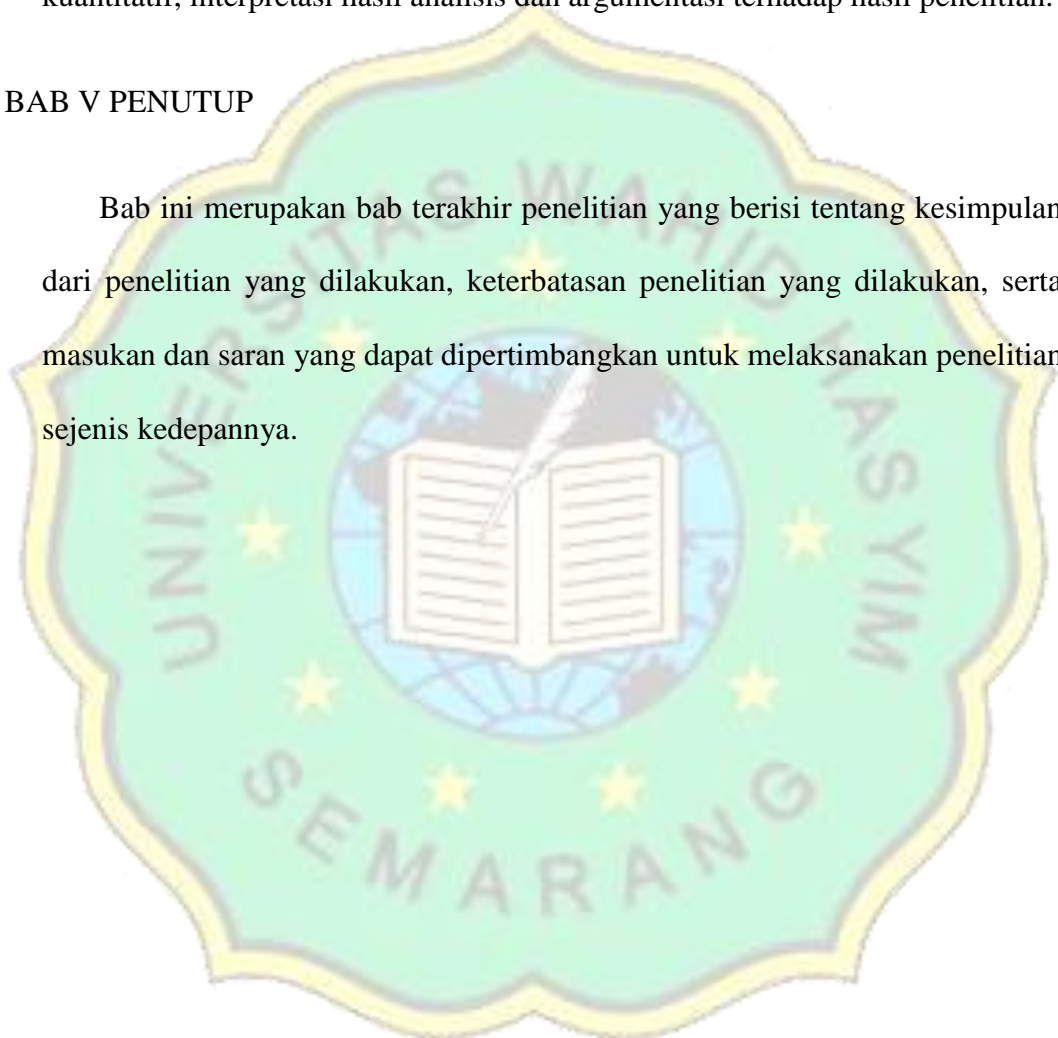 kuantitatif, interpretasi hasil analisis dan argumentasi terhadap hasil penelitian.
BAB V PENUTUP
Bab ini merupakan bab terakhir penelitian yang berisi tentang kesimpulan
dari penelitian yang dilakukan, keterbatasan penelitian yang dilakukan, serta
masukan dan saran yang dapat dipertimbangkan untuk melaksanakan penelitian
sejenis kedepannya.
UNIVERSITAS WAHID HASYIM
SEMARANG